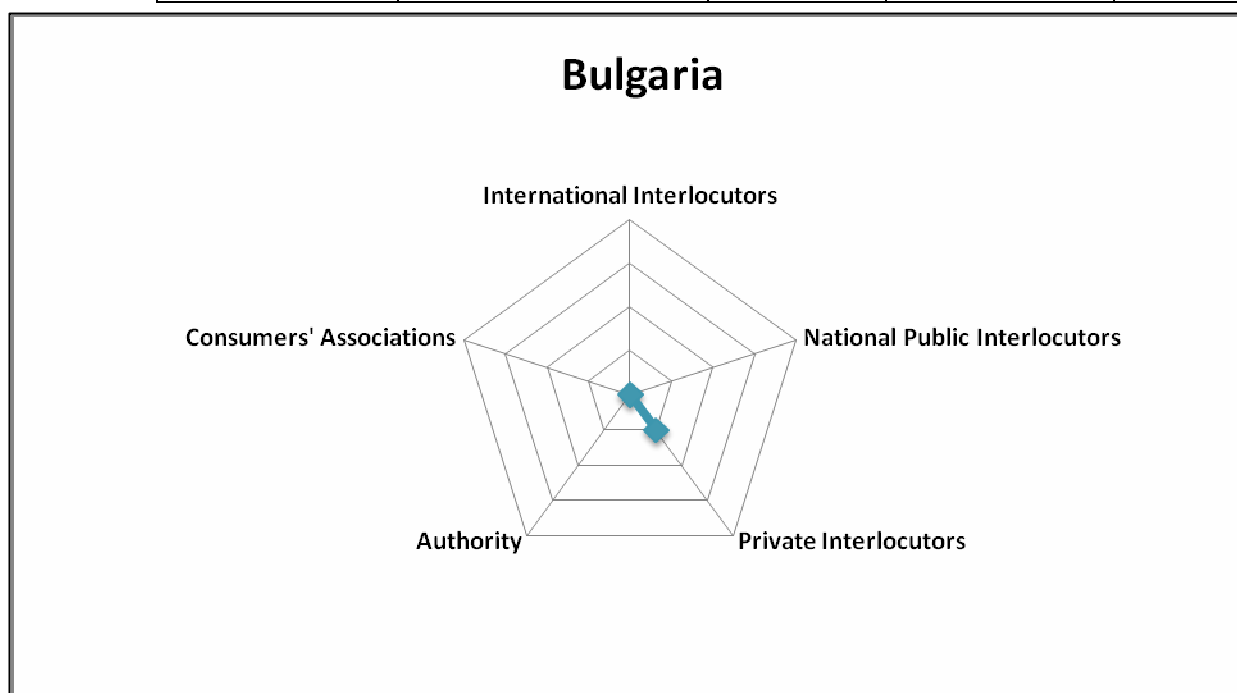 Bulgaria
International Interlocutors
Consumers' Associations
National Public Interlocutors
Authority
Private Interlocutors